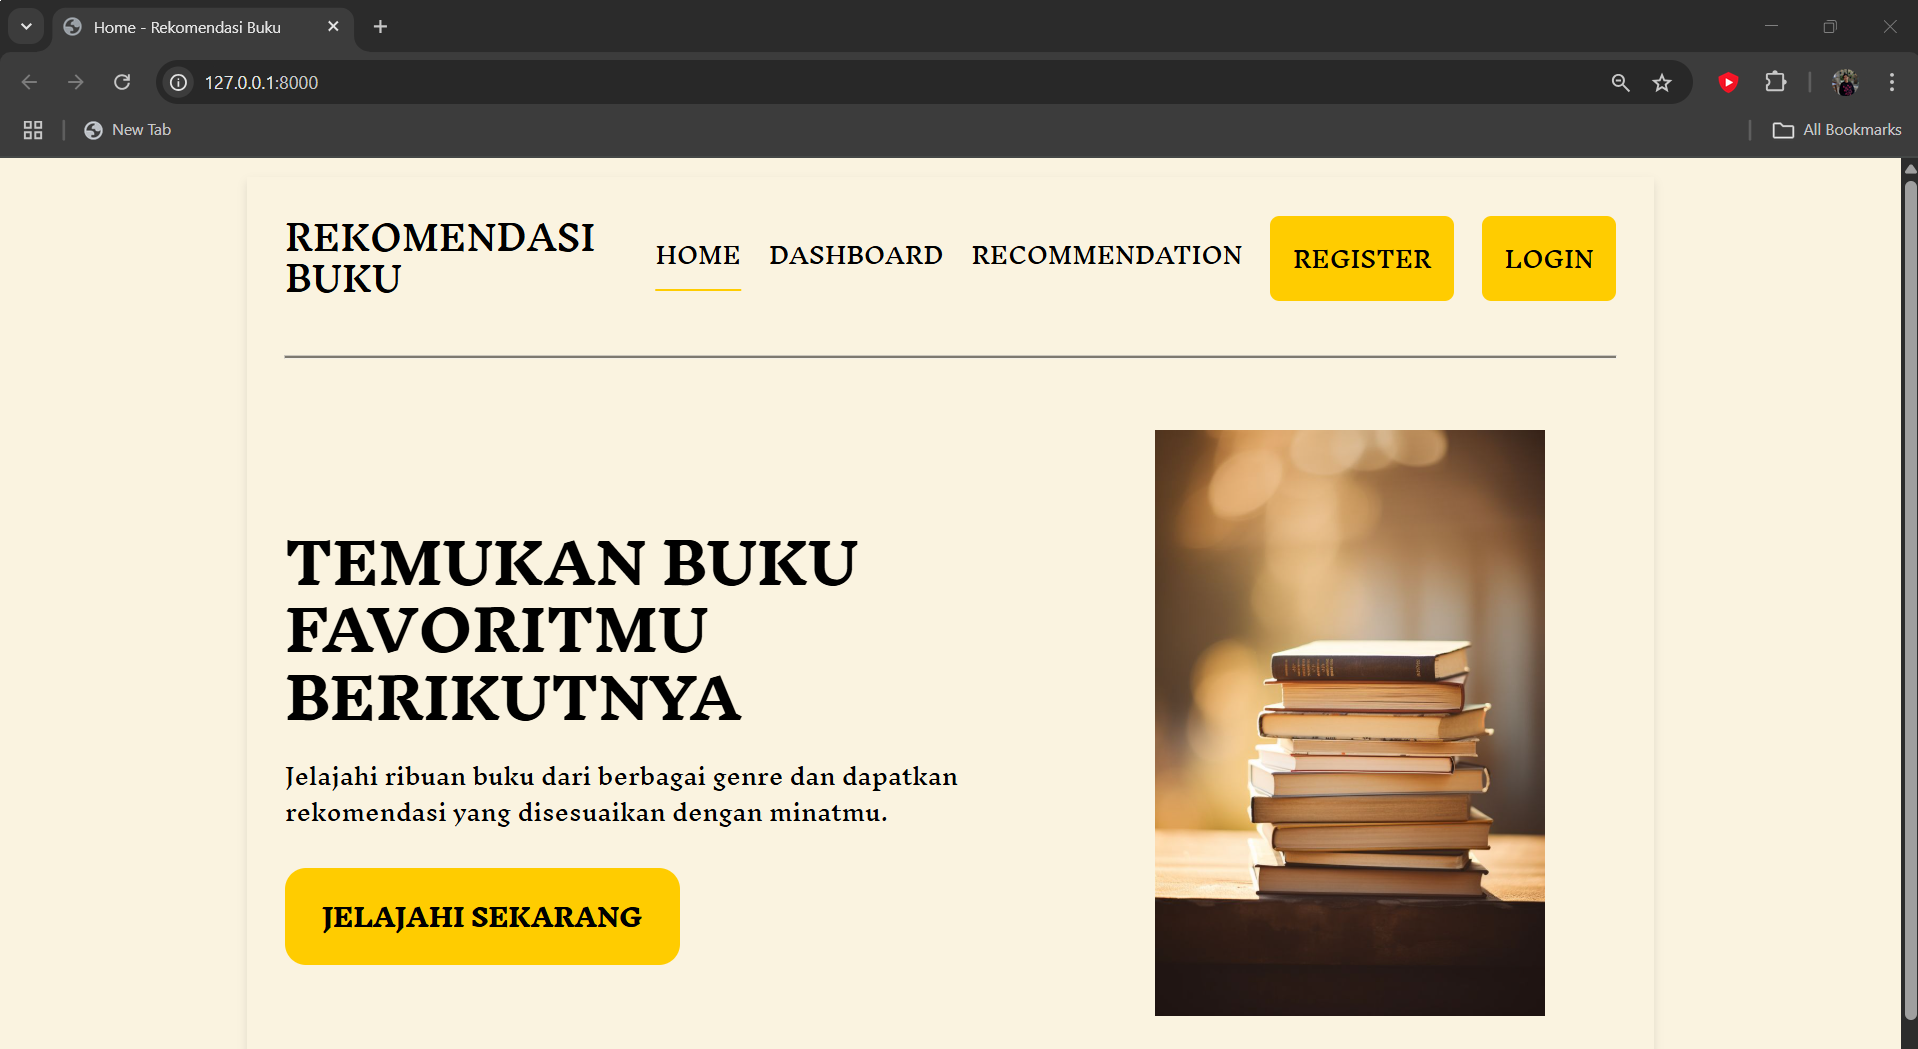 Home - Rekomendasi Buku
127.0.0.1:8000
New Tab
All Bookmarks
REKOMENDASI
BUKU
HOME
DASHBOARD
RECOMMENDATION
REGISTER
LOGIN
TEMUKAN BUKU
FAVORITMU
BERIKUTNYA
Jelajahi ribuan buku dari berbagai genre dan dapatkan
rekomendasi yang disesuaikan dengan minatmu.
JELAJAHI SEKARANG